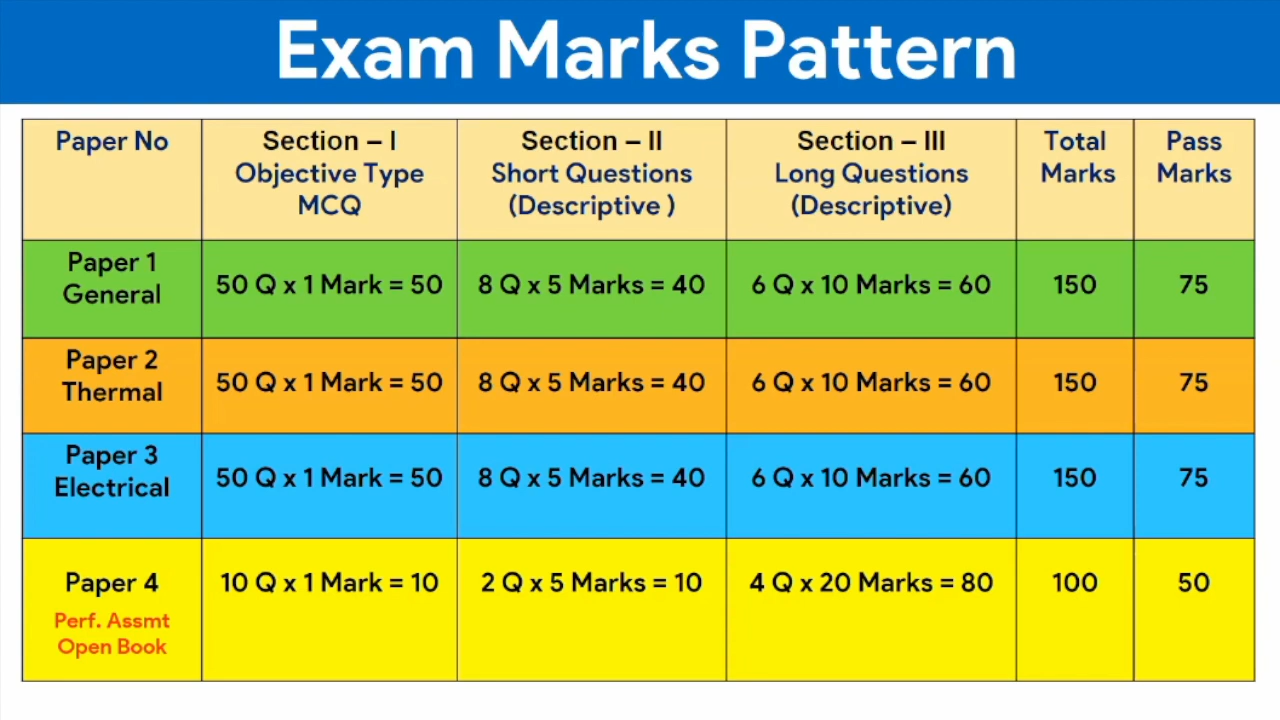 Exam Marks Pattern
Paper No
Section – I
Objective Type
MCQ
Section – II
Short Questions
(Descriptive )
Section – III
Long Questions
(Descriptive)
Total
Marks
Pass
Marks
Paper 1
General
50 Q x 1 Mark = 50
8 Q x 5 Marks = 40
6 Q x 10 Marks = 60
150
75
Paper 2
Thermal
50 Q x 1 Mark = 50
8 Q x 5 Marks = 40
6 Q x 10 Marks = 60
150
75
Paper 3
Electrical
50 Q x 1 Mark = 50
8 Q x 5 Marks = 40
6 Q x 10 Marks = 60
150
75
Paper 4
Perf. Assmt
Open Book
10 Q x 1 Mark = 10
2 Q x 5 Marks = 10
4 Q x 20 Marks = 80
100
50